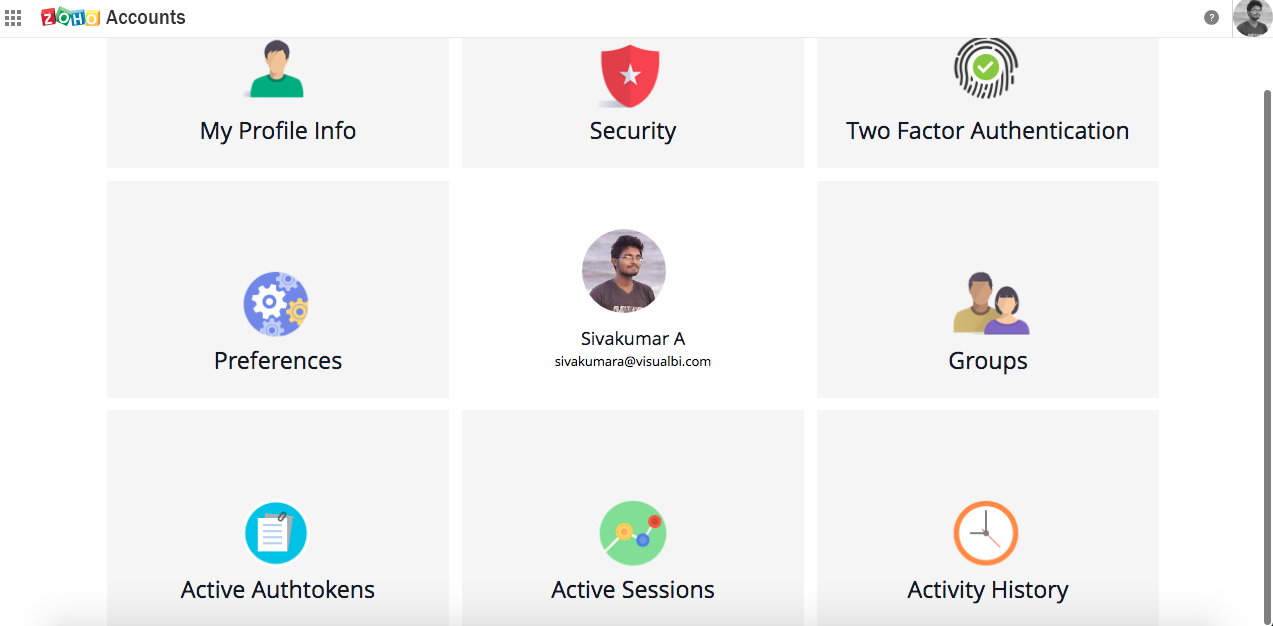 ZOHO Accounts
?
My Profile Info
Security
Two Factor Authentication
Preferences
Sivakumar A
sivakumara@visualbi.com
Groups
Active Authtokens
Active Sessions
Activity History